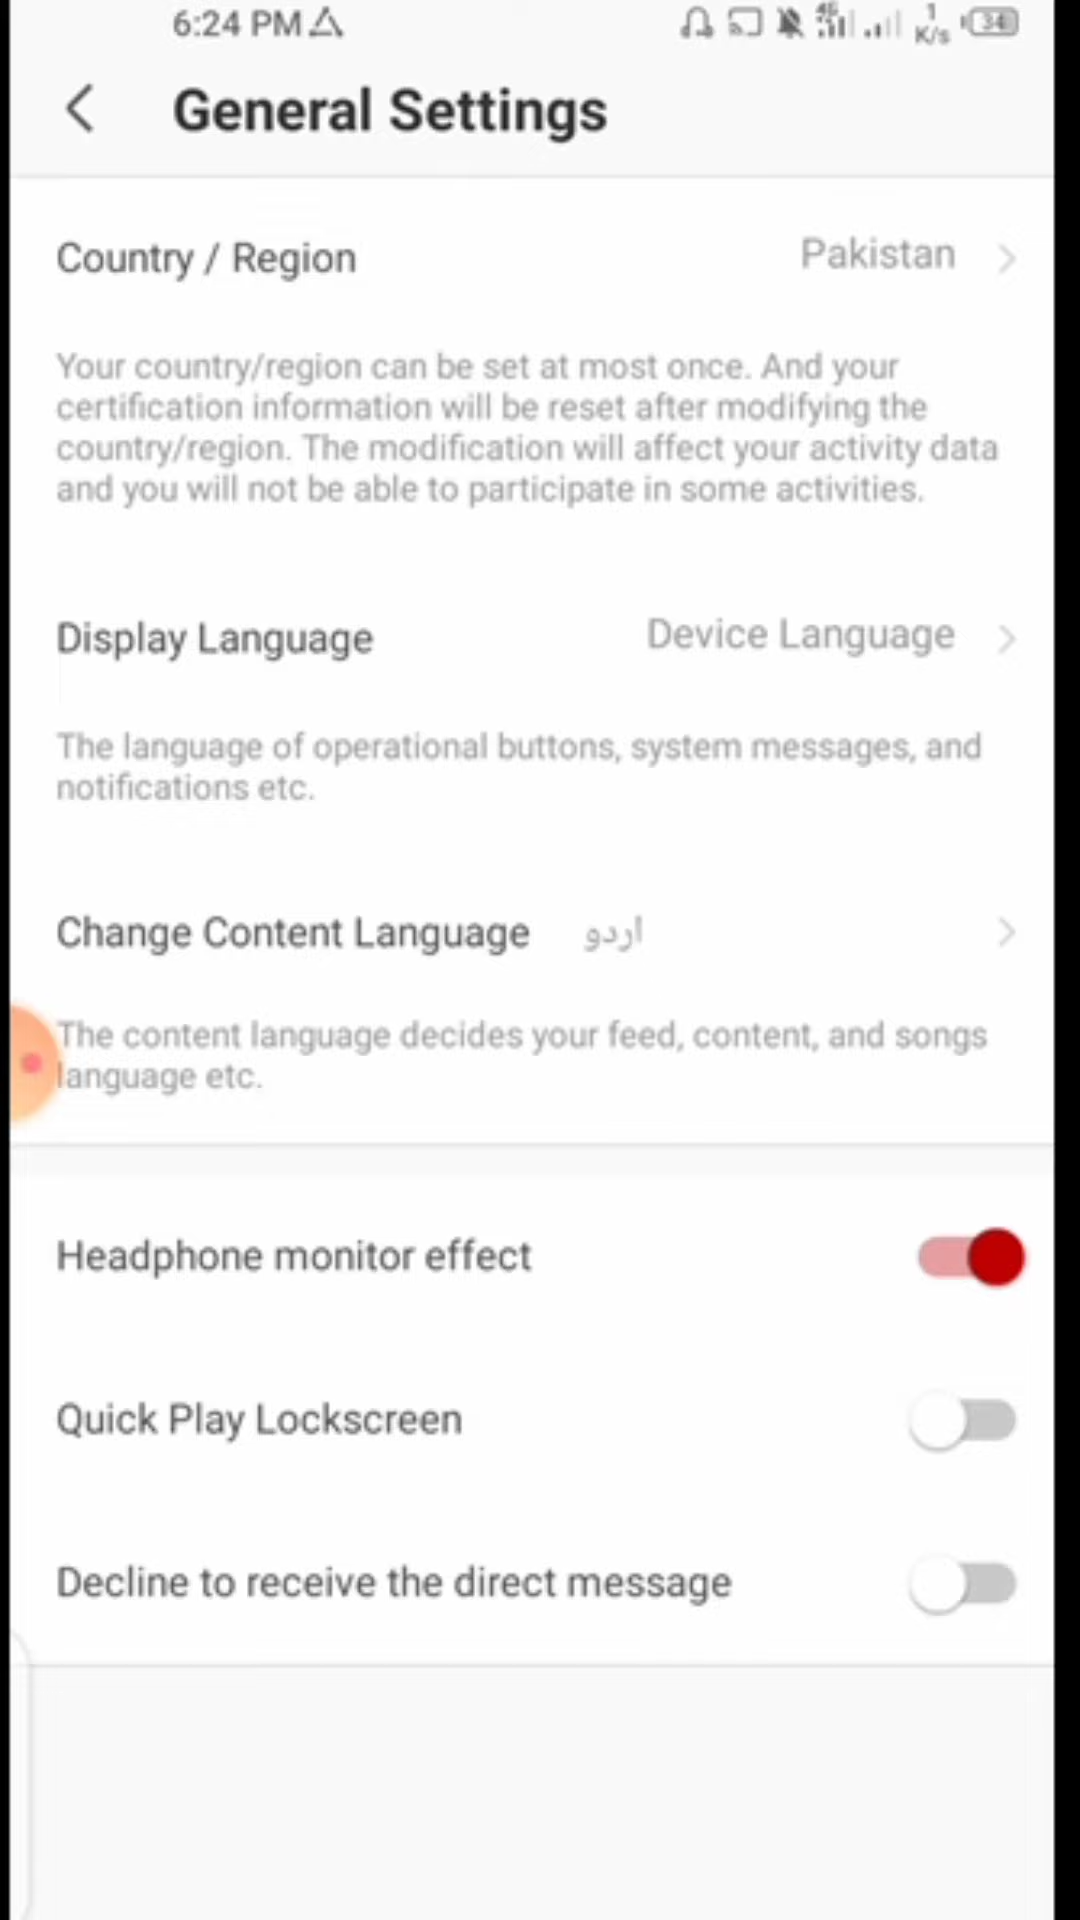 6:24 PM
4G 1 K/s 34
General Settings
Country / Region Pakistan
Your country/region can be set at most once. And your
certification information will be reset after modifying the
country/region. The modification will affect your activity data
and you will not be able to participate in some activities.
Display Language Device Language
The language of operational buttons, system messages, and
notifications etc.
Change Content Language اردو
The content language decides your feed, content, and songs
language etc.
Headphone monitor effect
Quick Play Lockscreen
Decline to receive the direct message